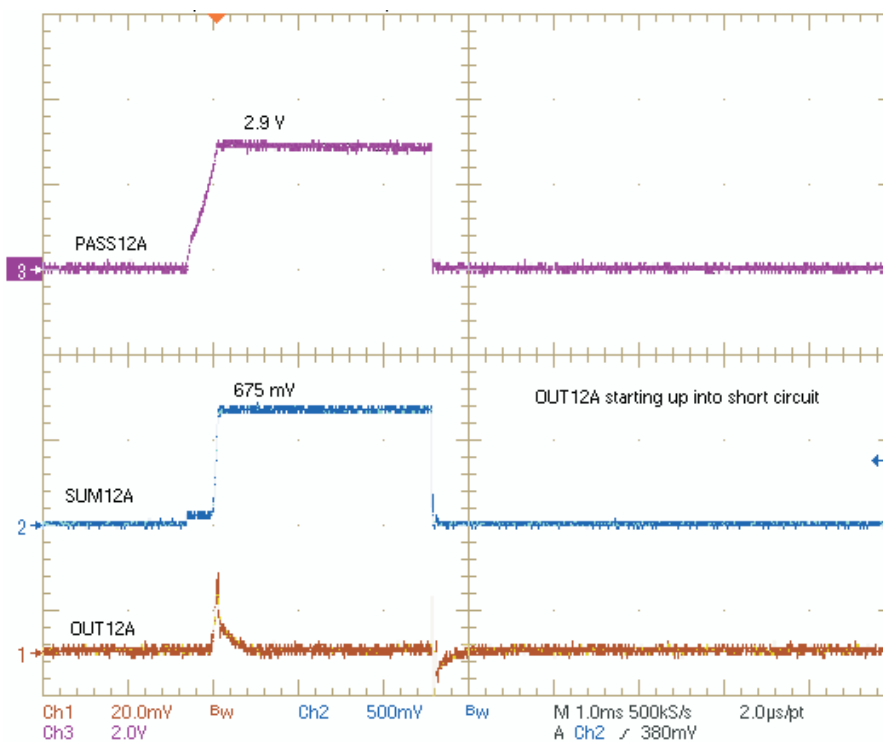 2.9 V
PASS12A
3
675 mV
OUT12A starting up into short circuit
SUM12A
2
OUT12A
1
Ch1 20.0mV Bw Ch2 500mV Bw M 1.0ms 500kS/s 2.0µs/pt
Ch3 2.0V A Ch2 ∕ 380mV